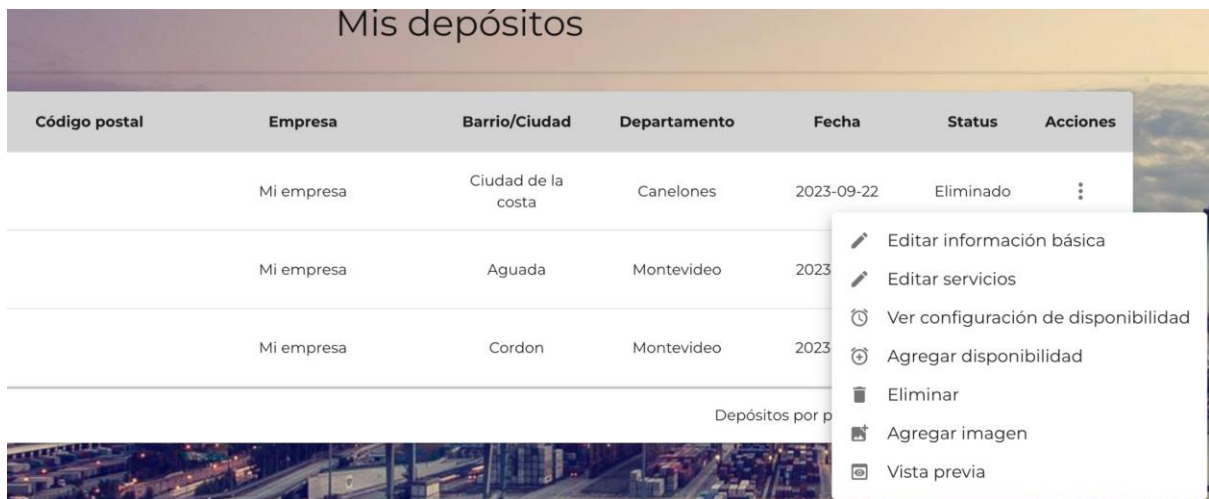 Mis depósitos
Código postal Empresa Barrio/Ciudad Departamento Fecha Status Acciones
Mi empresa Ciudad de la costa Canelones 2023-09-22 Eliminado
Mi empresa Aguada Montevideo 2023
Mi empresa Cordon Montevideo 2023
Depósitos por p
Editar información básica
Editar servicios
Ver configuración de disponibilidad
Agregar disponibilidad
Eliminar
Agregar imagen
Vista previa